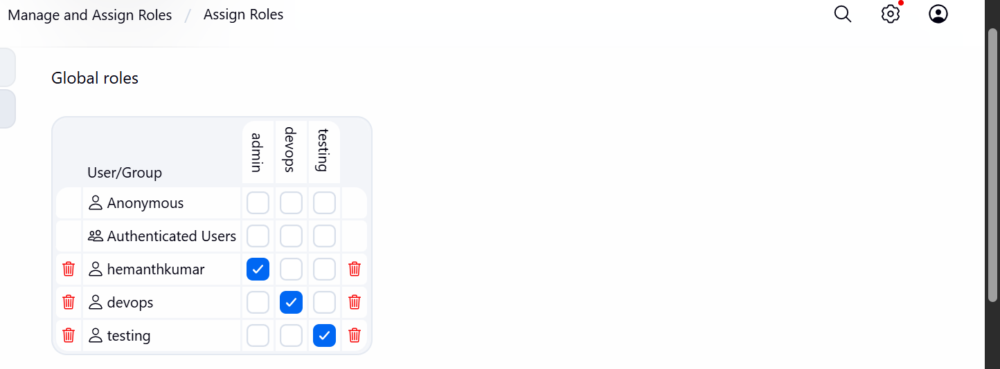 Manage and Assign Roles / Assign Roles
Global roles
User/Group admin devops testing
Anonymous
Authenticated Users
hemanthkumar
devops
testing